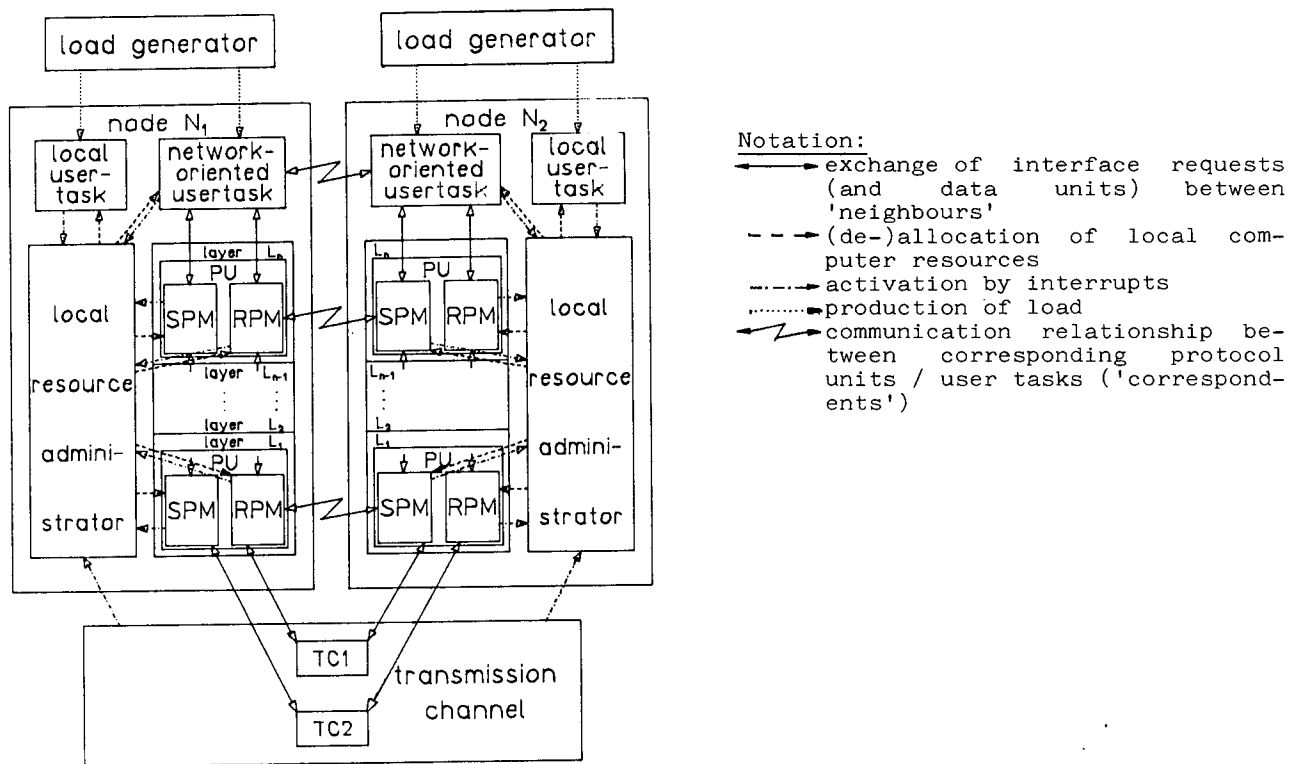 load generator
load generator
node N₁
local
user-
task
network-
oriented
usertask
node N₂
network-
oriented
usertask
local
user-
task
layer Lₙ
PU
SPM
RPM
layer Lₙ₋₁
layer L₂
layer L₁
PU
SPM
RPM
local
resource
admini-
strator
Lₙ
PU
SPM
RPM
Lₙ₋₁
L₂
L₁
PU
SPM
RPM
local
resource
admini-
strator
TC1
TC2
transmission
channel
Notation:
exchange of interface requests
(and data units) between
'neighbours'
(de-)allocation of local com-
puter resources
activation by interrupts
production of load
communication relationship be-
tween corresponding protocol
units / user tasks ('correspond-
ents')